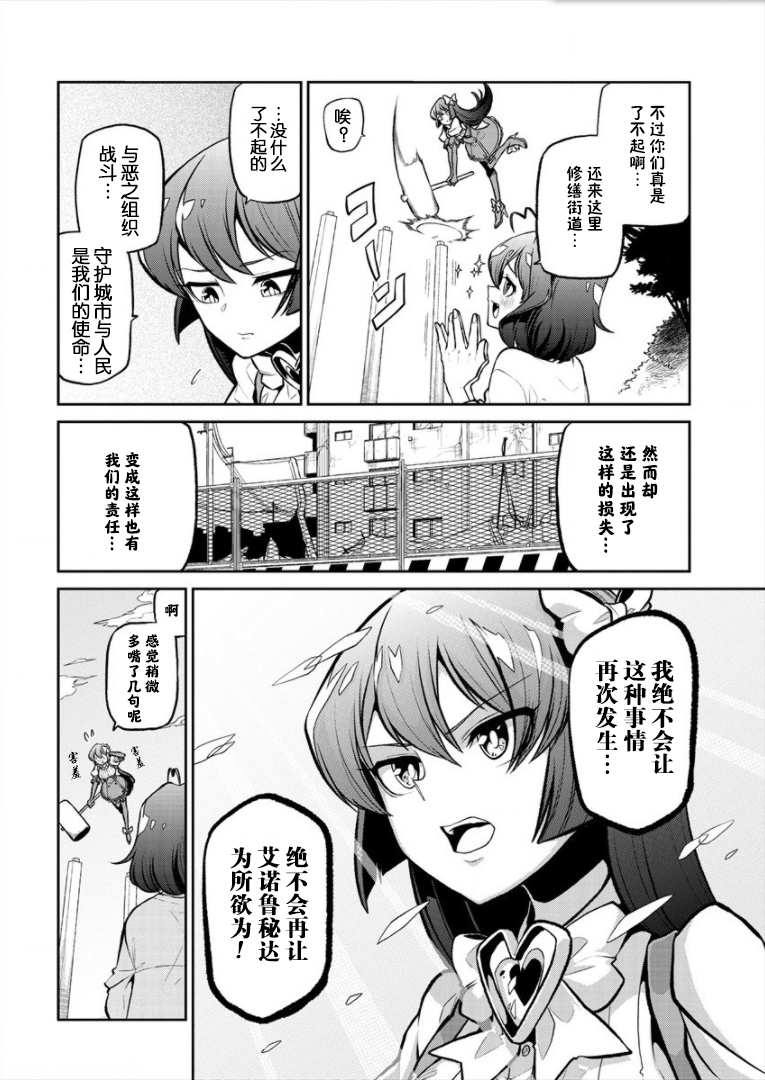 不过你们真是
了不起啊…
还来这里
修缮街道…
唉？
キーン
…没什么
了不起的
与恶之组织
战斗…
守护城市与人民
是我们的使命…
然而却
还是出现了
这样的损失…
变成这样也有
我们的责任…
我绝不会让
这种事情
再次发生…
绝不会再让
艾诺鲁秘达
为所欲为！
啊
感觉稍微
多嘴了几句呢
害羞
害羞